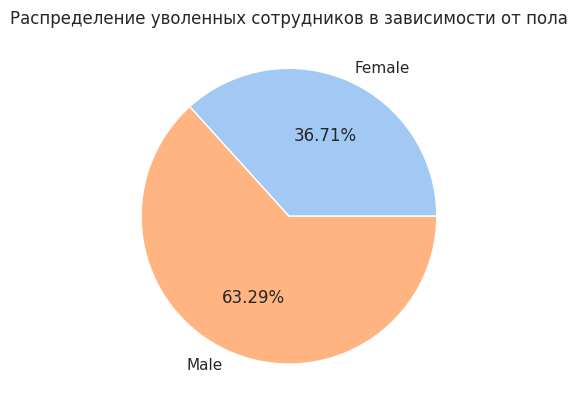 Распределение уволенных сотрудников в зависимости от пола
Female
36.71%
63.29%
Male